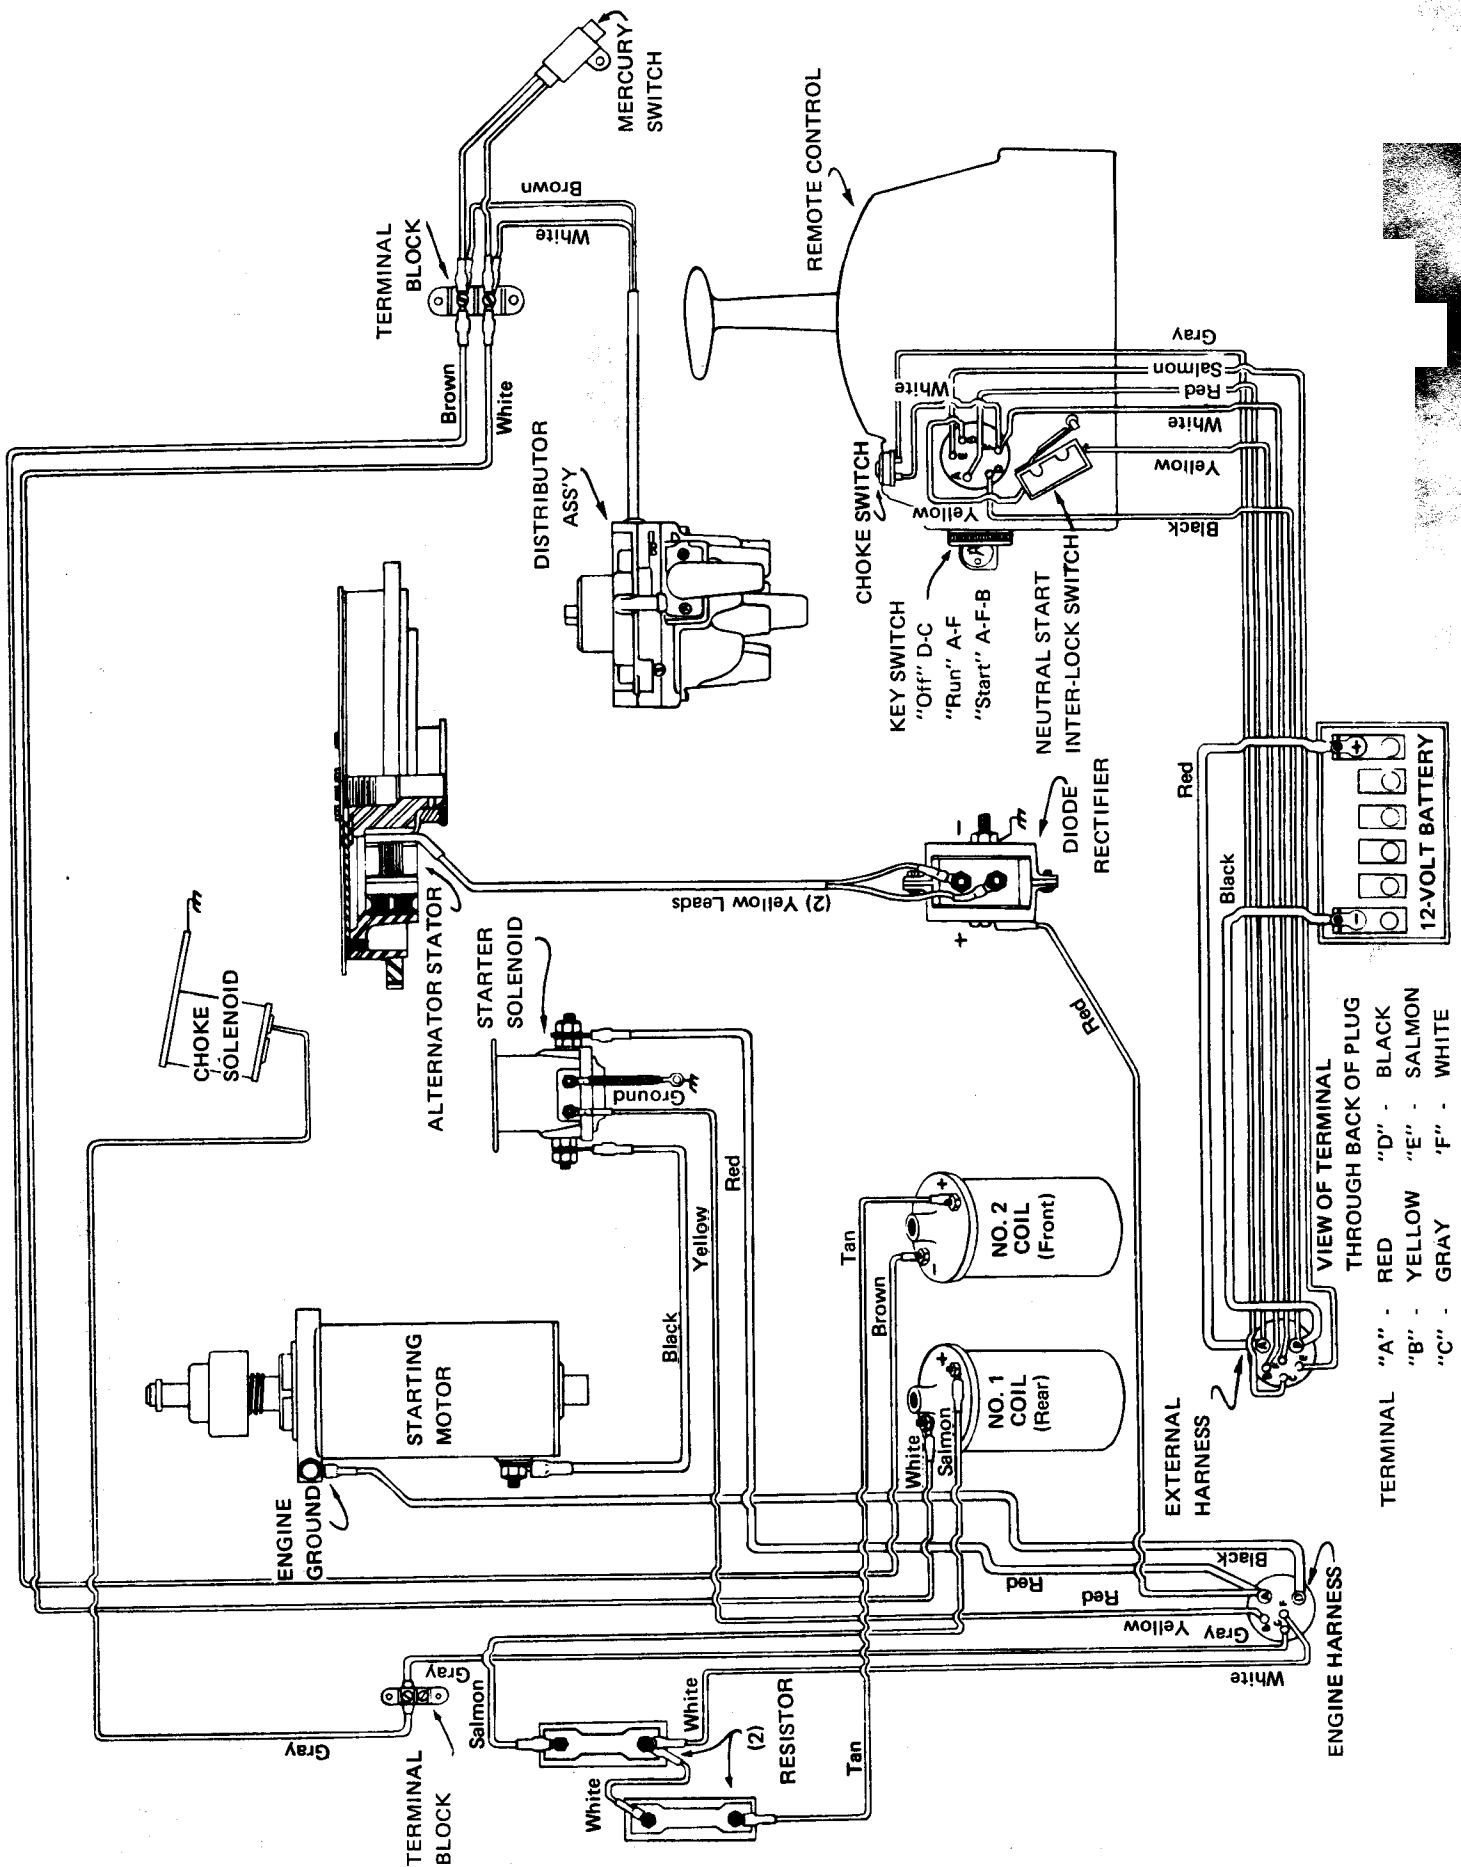 MERCURY
SWITCH
TERMINAL
BLOCK
Brown
White
Brown
White
REMOTE CONTROL
DISTRIBUTOR
ASS'Y
Gray
Salmon
Red
White
Yellow
Black
White
Yellow
CHOKE SWITCH
KEY SWITCH
"Off" D-C
"Run" A-F
"Start" A-F-B
NEUTRAL START
INTER-LOCK SWITCH
DIODE
RECTIFIER
-
+
(2) Yellow Leads
ALTERNATOR STATOR
CHOKE
SOLENOID
STARTER
SOLENOID
Ground
Red
Yellow
Black
Red
STARTING
MOTOR
ENGINE
GROUND
Tan
Brown
NO. 2
COIL
(Front)
+
-
NO. 1
COIL
(Rear)
+
White
Salmon
Red
Black
+
-
12-VOLT BATTERY
EXTERNAL
HARNESS
VIEW OF TERMINAL
THROUGH BACK OF PLUG
TERMINAL "A" - RED "D" - BLACK
"B" - YELLOW "E" - SALMON
"C" - GRAY 'F" - WHITE
Black
Red
Red
Yellow
Gray
White
ENGINE HARNESS
Gray
Gray
TERMINAL
BLOCK
Salmon
White
White
(2)
RESISTOR
Tan